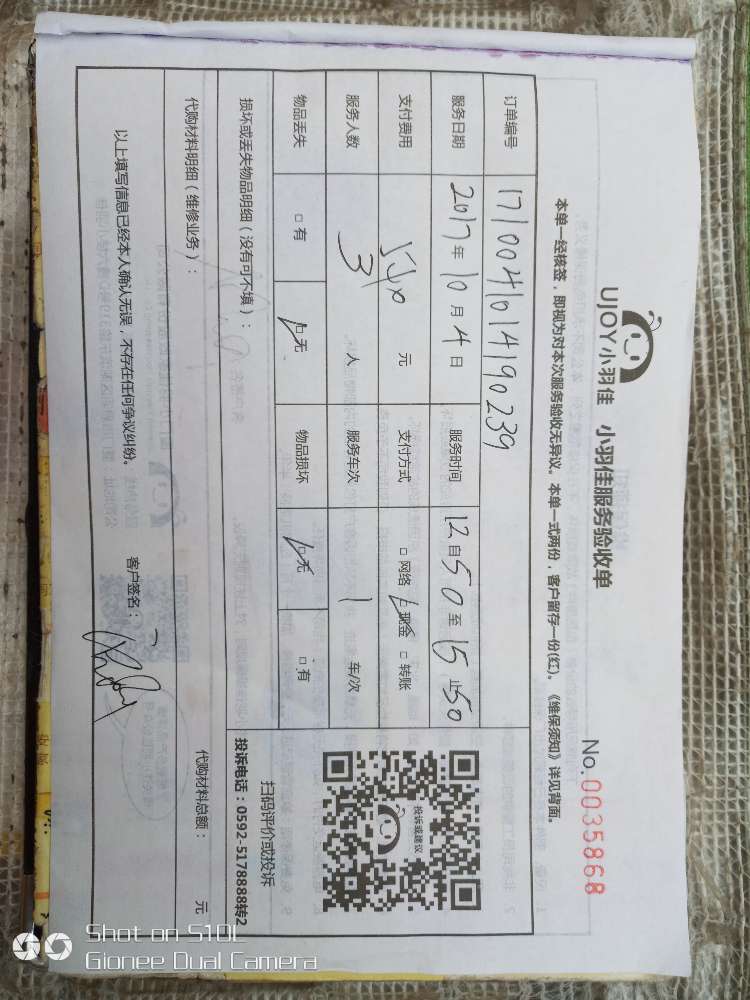 UJOY小羽佳 小羽佳服务验收单
No.0035868
本单一经核签，即视为对本次服务验收无异议。本单一式两份，客户留存一份(红)。《维保须知》详见背面。
订单编号 1710041014190239
服务日期 2017年10月4日 服务时间 12自50至15止50
支付费用 元 支付方式 □网络 ☑现金 □转账
服务人数 3人 服务车次 1 车/次
物品丢失 □有 ☑无 物品损坏 ☑无 □有
损坏或丢失物品明细（没有可不填）：
投诉或建议
扫码评价或投诉
投诉电话：0592-5178888转2
代购材料明细（维修业务）： 代购材料总额： 元
以上填写信息已经本人确认无误，不存在任何争议纠纷。 客户签名：
Shot on S10L
Gionee Dual Camera